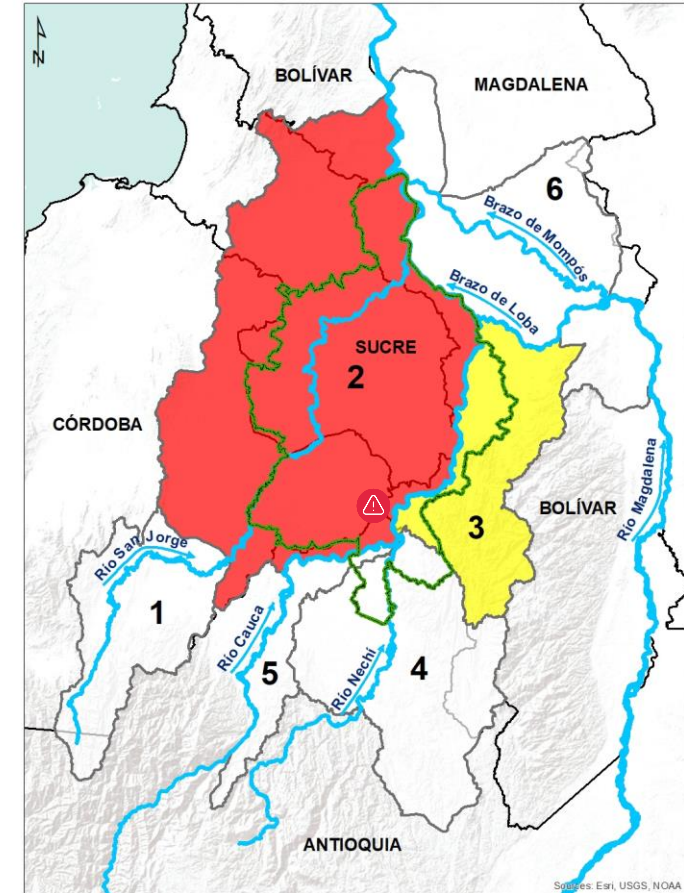 N
BOLÍVAR
MAGDALENA
6
Brazo de Mompós
Brazo de Loba
SUCRE
2
CÓRDOBA
BOLÍVAR
Río Magdalena
3
Río San Jorge
1
Río Cauca
5
Río Nechí
4
ANTIOQUIA
Sources: Esri, USGS, NOAA